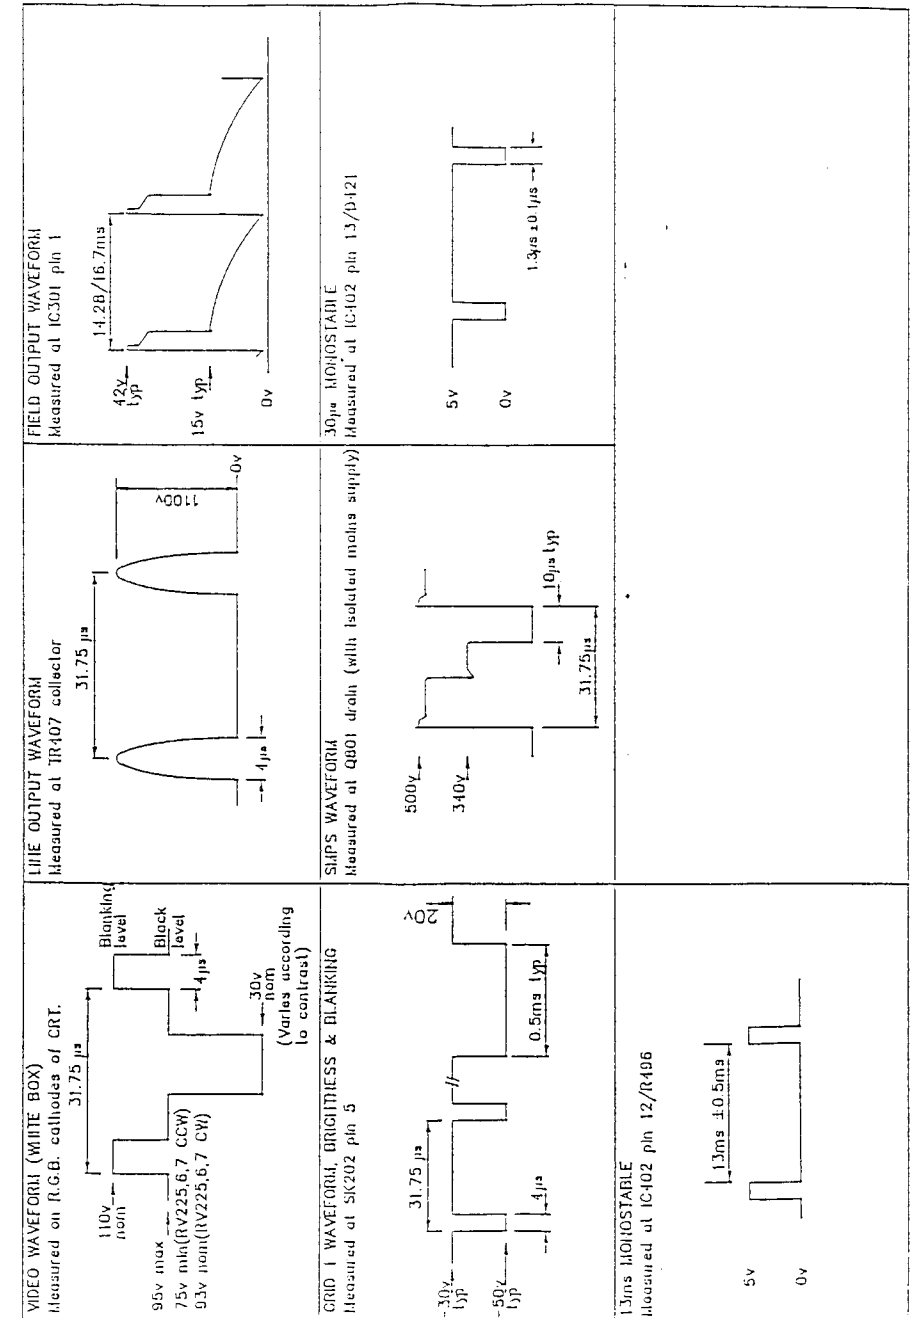 VIDEO WAVEFORM (WHITE BOX)
Measured on R.G.B. cathodes of CRT.
31.75 µs
110v
nom
Blanking
level
Black
level
4µs
95v max
75v min(RV225,6,7 CCW)
93v nom(RV225,6,7 CW)
30v
nom
(Varies according
to contrast)
LINE OUTPUT WAVEFORM
Measured at TR407 collector
31.75 µs
1100v
0v
4µs
FIELD OUTPUT WAVEFORM
Measured at IC301 pin 1
14.28/16.7ms
42v
typ
15v typ
0v
GRID 1 WAVEFORM, BRIGHTNESS & BLANKING
Measured at SK202 pin 5
31.75 µs
20v
-30v
typ
-50v
typ
4µs
0.5ms typ
SMPS WAVEFORM
Measured at Q801 drain (with isolated mains supply)
500v
340v
10µs typ
31.75µs
30µs MONOSTABLE
Measured at IC402 pin 13/D421
5v
0v
1.3µs ±0.1µs
13ms MONOSTABLE
Measured at IC402 pin 12/R496
13ms ±0.5ms
5v
0v